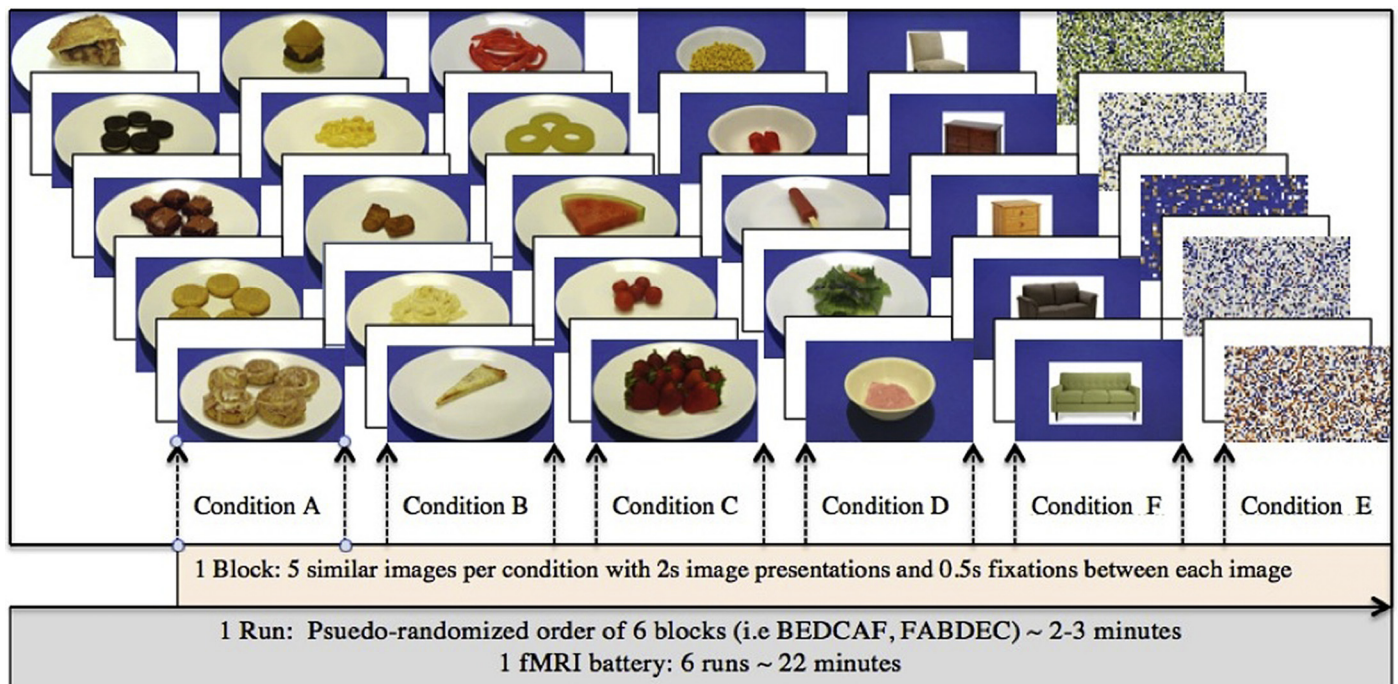 Condition A
Condition B
Condition C
Condition D
Condition F
Condition E
1 Block: 5 similar images per condition with 2s image presentations and 0.5s fixations between each image
1 Run: Psuedo-randomized order of 6 blocks (i.e BEDCAF, FABDEC) ~ 2-3 minutes
1 fMRI battery: 6 runs ~ 22 minutes